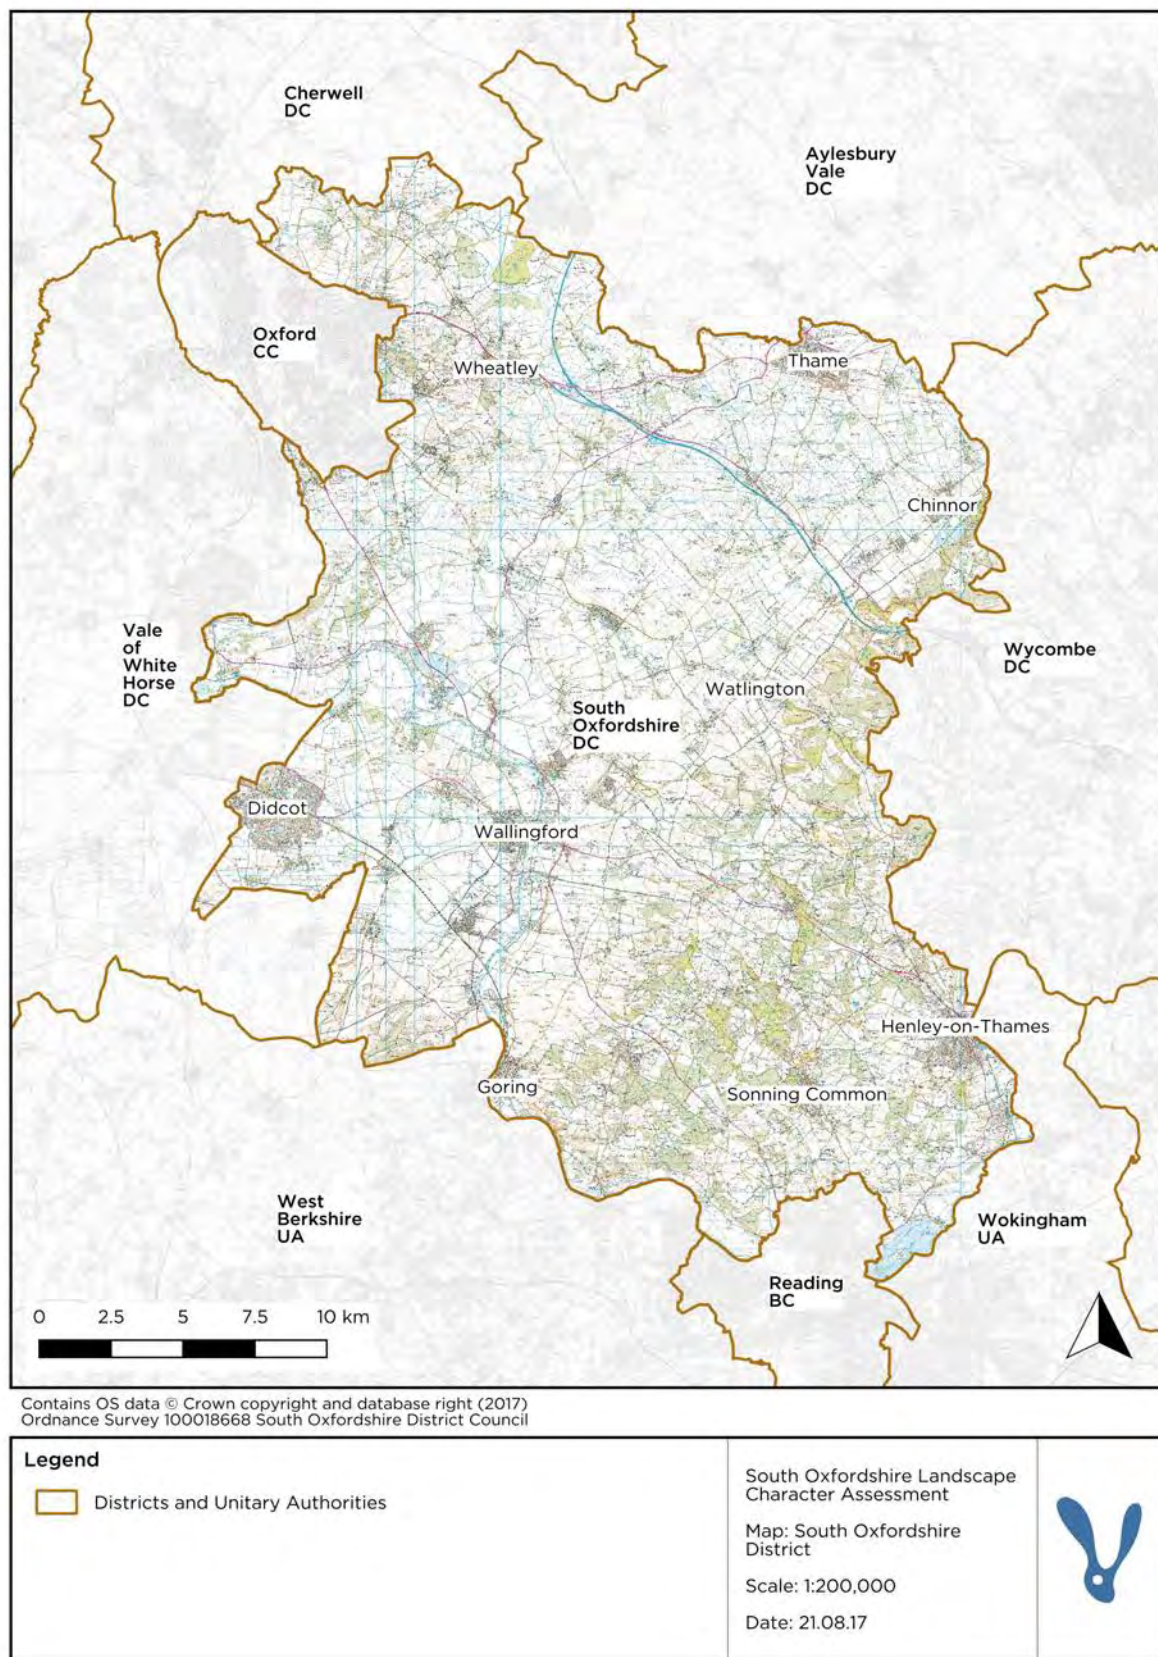 Cherwell
DC
Aylesbury
Vale
DC
Oxford
CC
Wheatley
Thame
Chinnor
Vale
of
White
Horse
DC
Wycombe
DC
Watlington
South
Oxfordshire
DC
Didcot
Wallingford
Henley-on-Thames
Goring
Sonning Common
West
Berkshire
UA
Wokingham
UA
Reading
BC
0 2.5 5 7.5 10 km
Contains OS data © Crown copyright and database right (2017)
Ordnance Survey 100018668 South Oxfordshire District Council
Legend
Districts and Unitary Authorities
South Oxfordshire Landscape
Character Assessment
Map: South Oxfordshire
District
Scale: 1:200,000
Date: 21.08.17